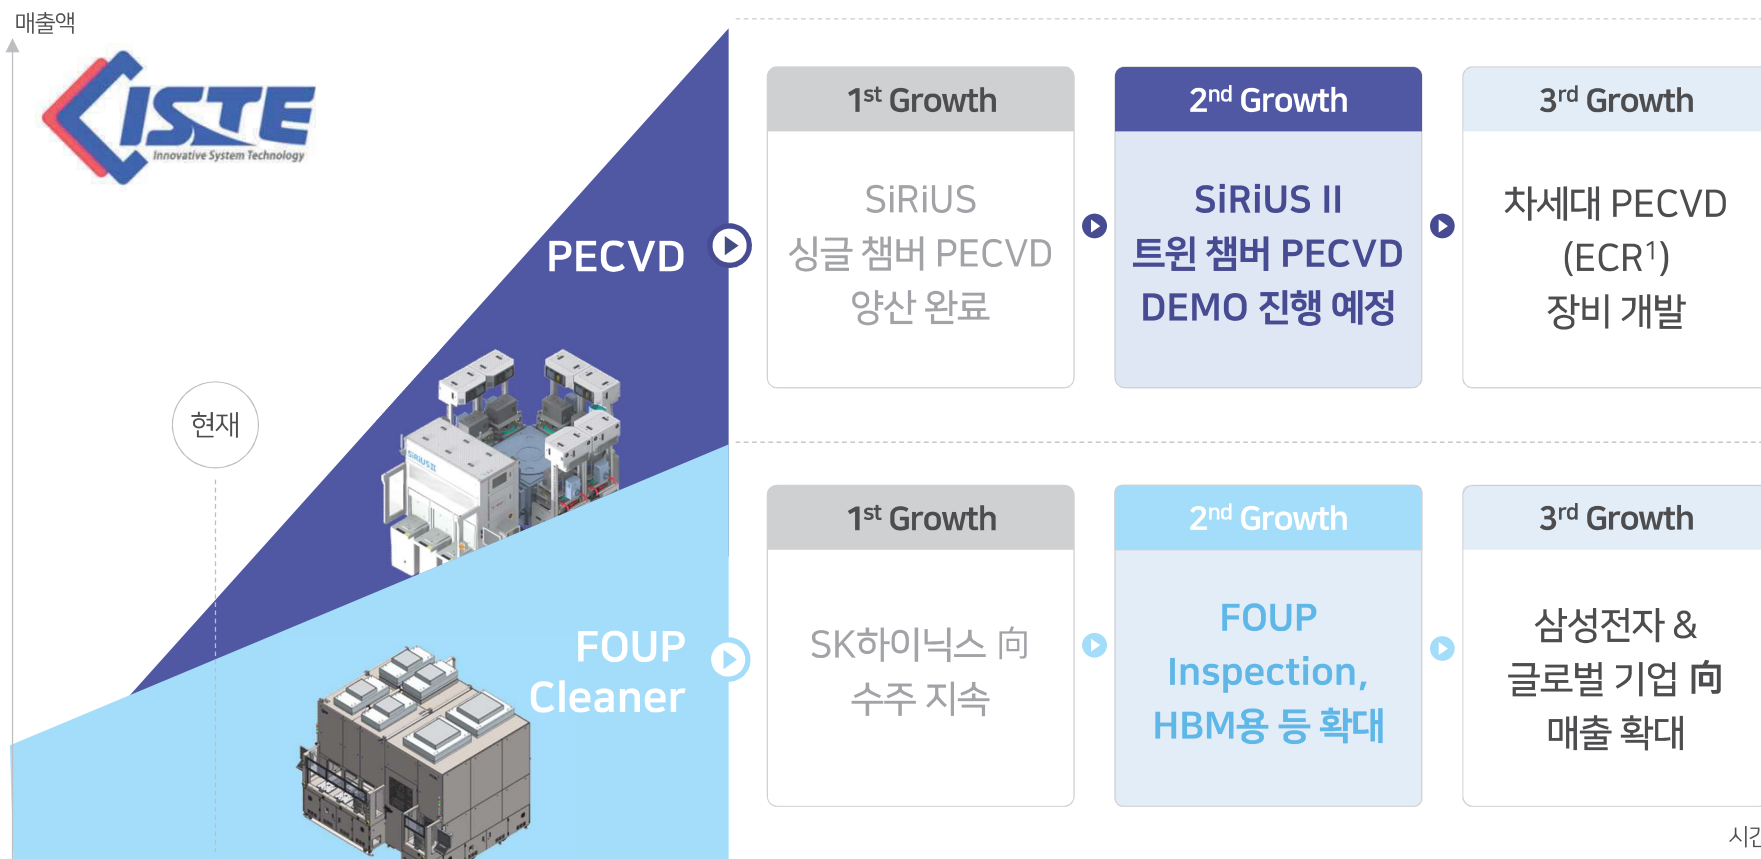 매출액
ISTE
Innovative System Technology
현재
PECVD
SiRiUS II
FOUP
Cleaner
1st Growth
SiRiUS
싱글 챔버 PECVD
양산 완료
2nd Growth
SiRiUS II
트윈 챔버 PECVD
DEMO 진행 예정
3rd Growth
차세대 PECVD
(ECR1)
장비 개발
1st Growth
SK하이닉스 向
수주 지속
2nd Growth
FOUP
Inspection,
HBM용 등 확대
3rd Growth
삼성전자 &
글로벌 기업 向
매출 확대